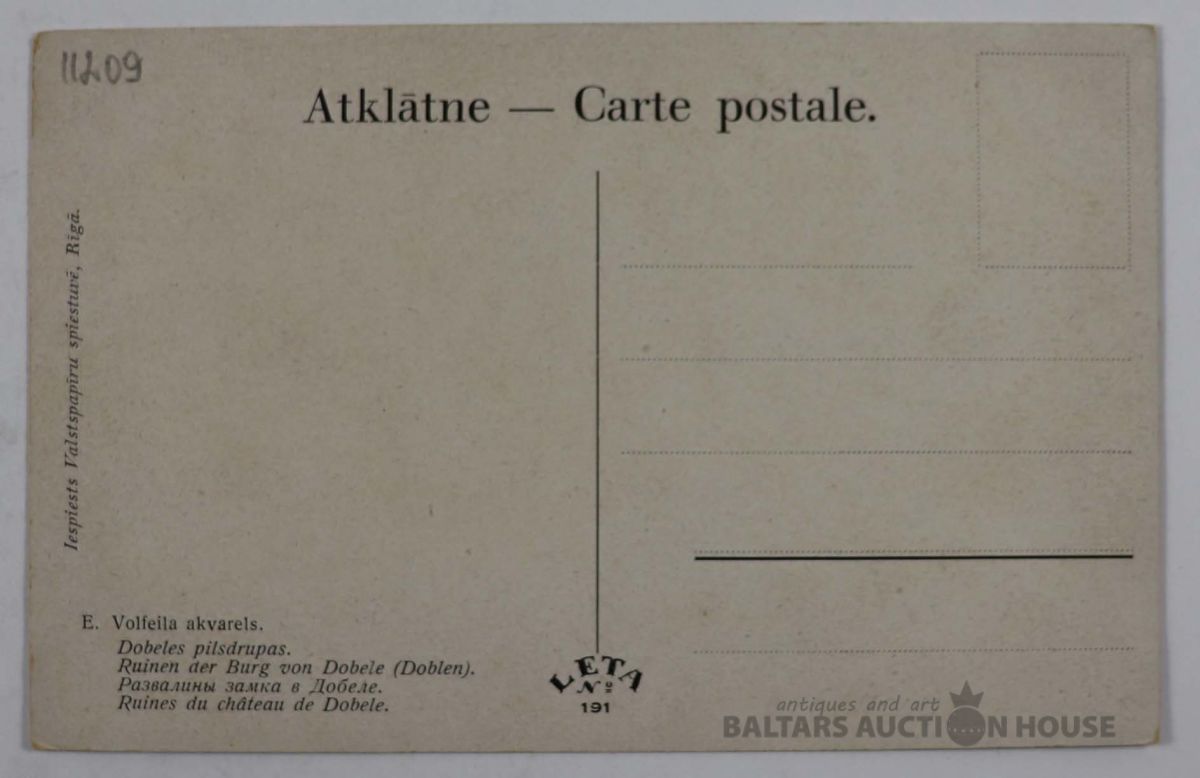 11209
Atklātne — Carte postale.
Iespiests Valstspapīru spiestuvē, Rīgā.
E. Volfeila akvarels.
Dobeles pilsdrupas.
Ruinen der Burg von Dobele (Doblen).
Развалины замка в Добеле.
Ruines du château de Dobele.
LETA
№
191
antiques and art
BALTARS AUCTION HOUSE